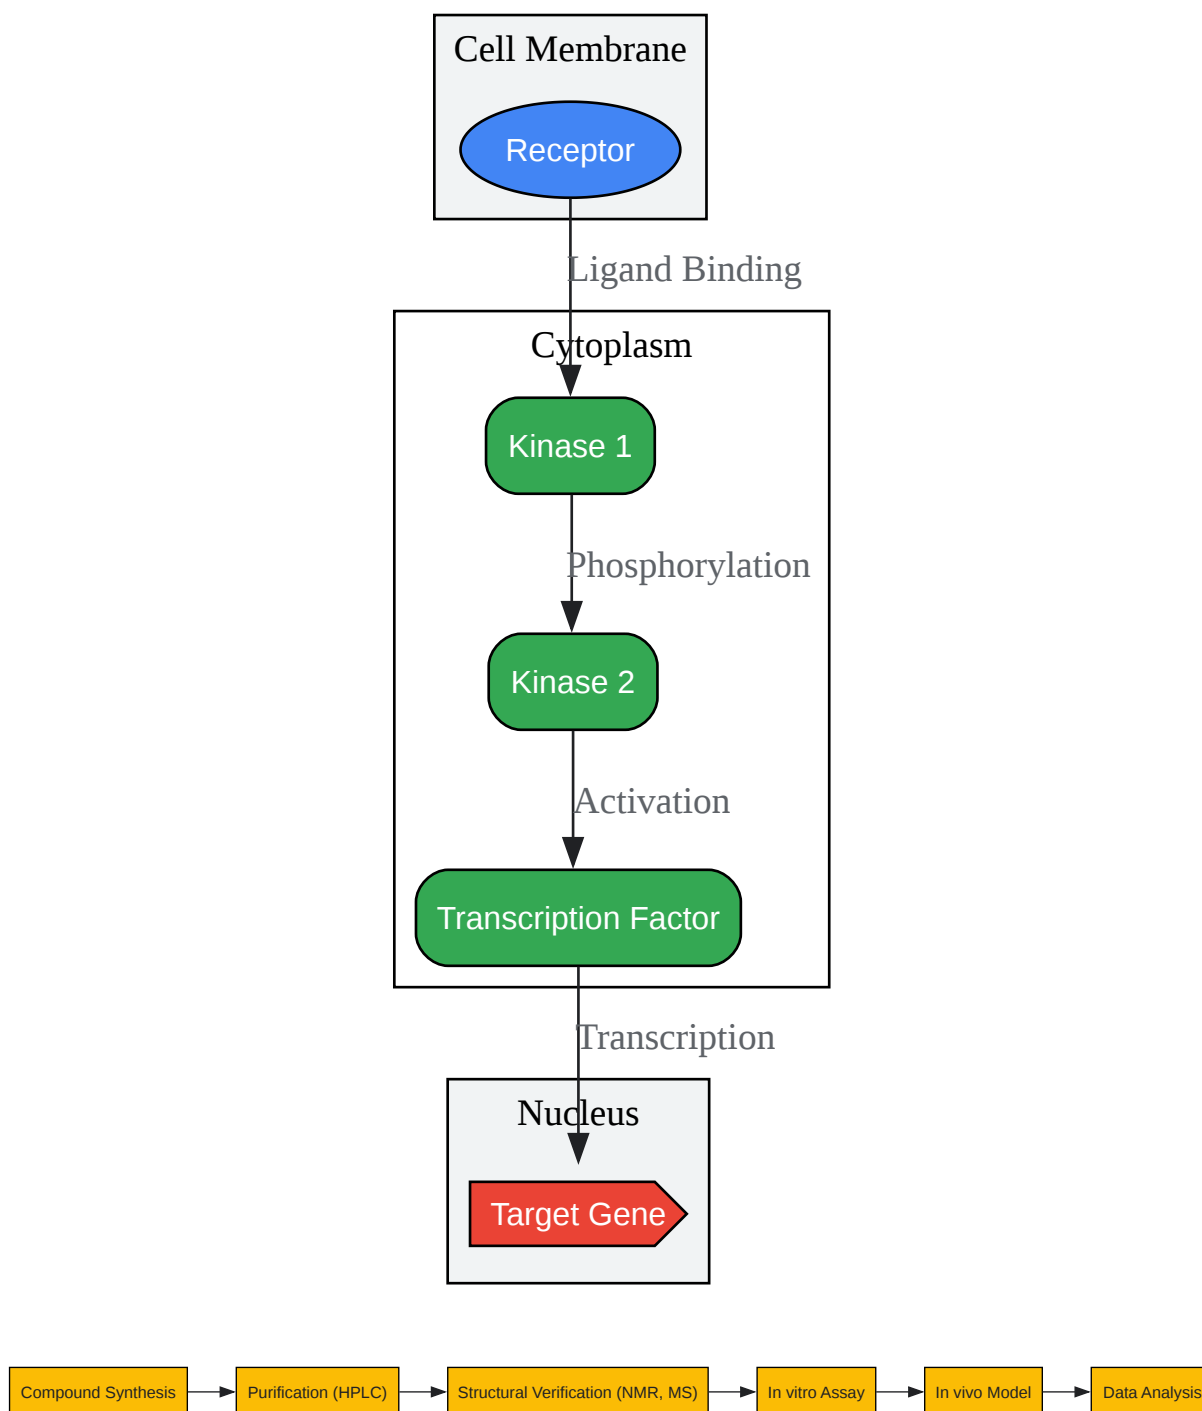 Cell Membrane
Receptor
Ligand Binding
Cytoplasm
Kinase 1
Phosphorylation
Kinase 2
Activation
Transcription Factor
Transcription
Nucleus
Target Gene
Compound Synthesis
Purification (HPLC)
Structural Verification (NMR, MS)
In vitro Assay
In vivo Model
Data Analysis